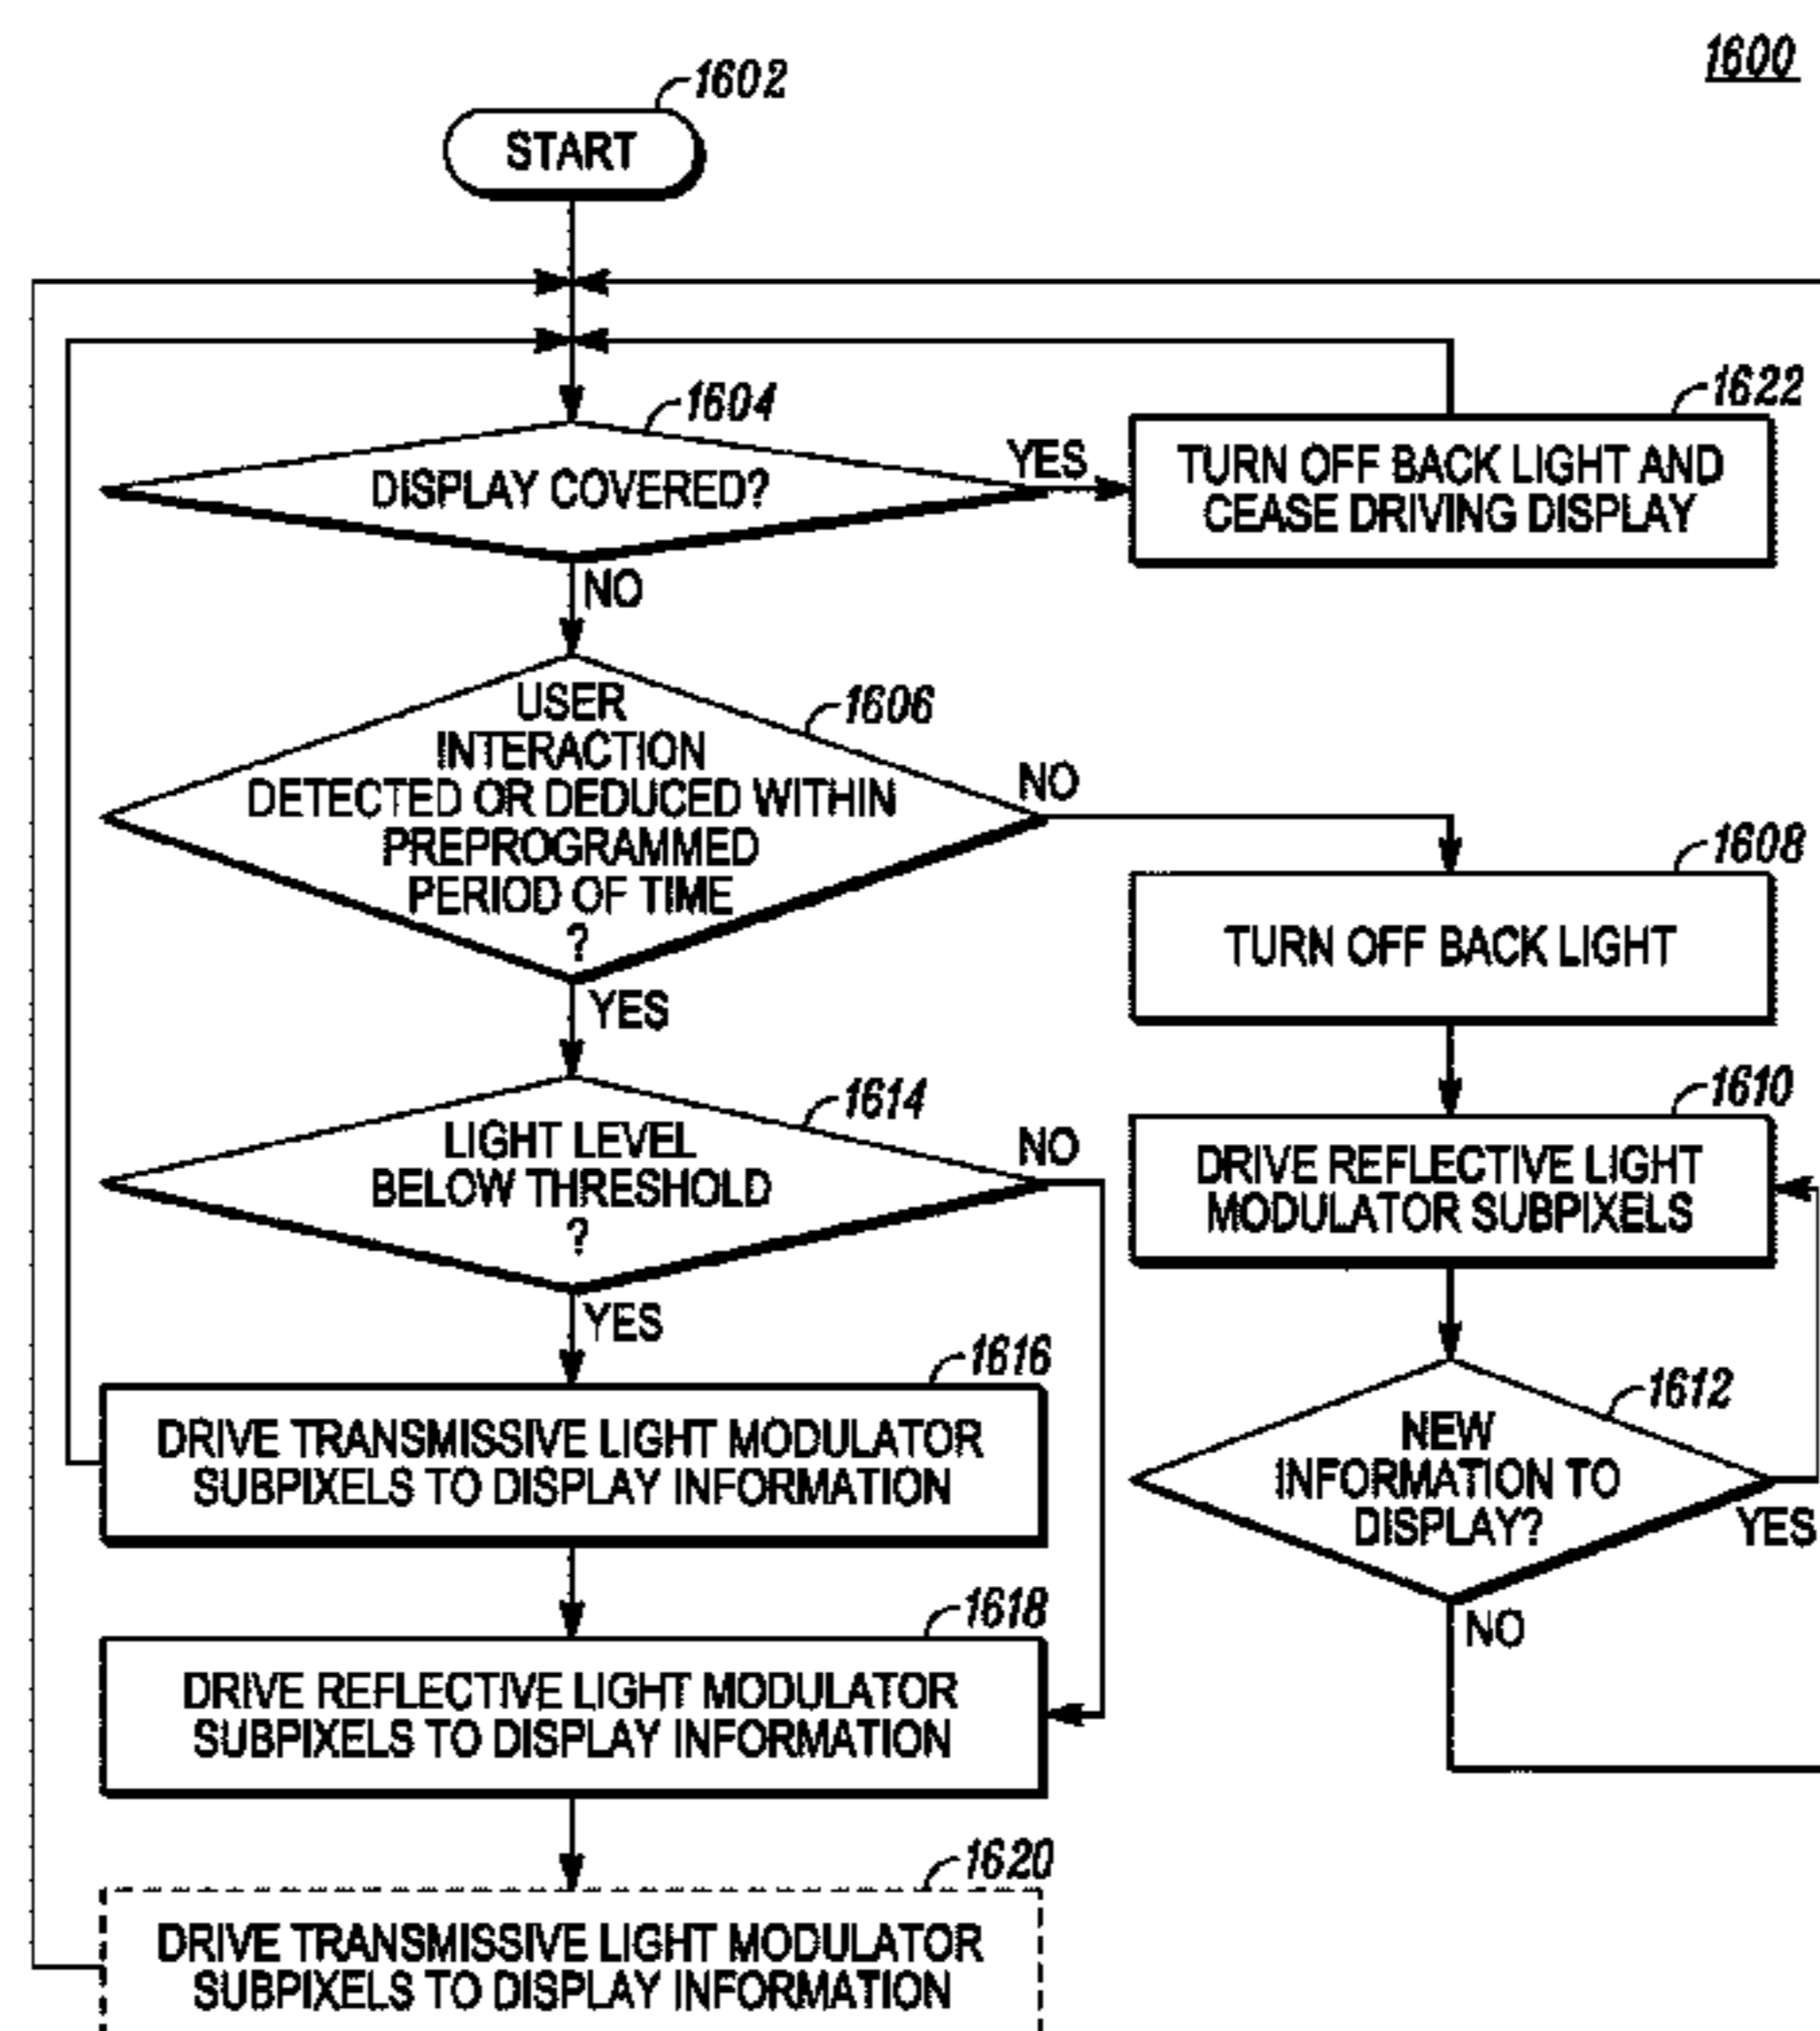 1600
1602
START
1604
DISPLAY COVERED?
YES
NO
1622
TURN OFF BACK LIGHT AND
CEASE DRIVING DISPLAY
1606
USER
INTERACTION
DETECTED OR DEDUCED WITHIN
PREPROGRAMMED
PERIOD OF TIME
?
NO
YES
1608
TURN OFF BACK LIGHT
1614
LIGHT LEVEL
BELOW THRESHOLD
?
NO
YES
1610
DRIVE REFLECTIVE LIGHT
MODULATOR SUBPIXELS
1616
DRIVE TRANSMISSIVE LIGHT MODULATOR
SUBPIXELS TO DISPLAY INFORMATION
1612
NEW
INFORMATION TO
DISPLAY?
YES
NO
1618
DRIVE REFLECTIVE LIGHT MODULATOR
SUBPIXELS TO DISPLAY INFORMATION
1620
DRIVE TRANSMISSIVE LIGHT MODULATOR
SUBPIXELS TO DISPLAY INFORMATION